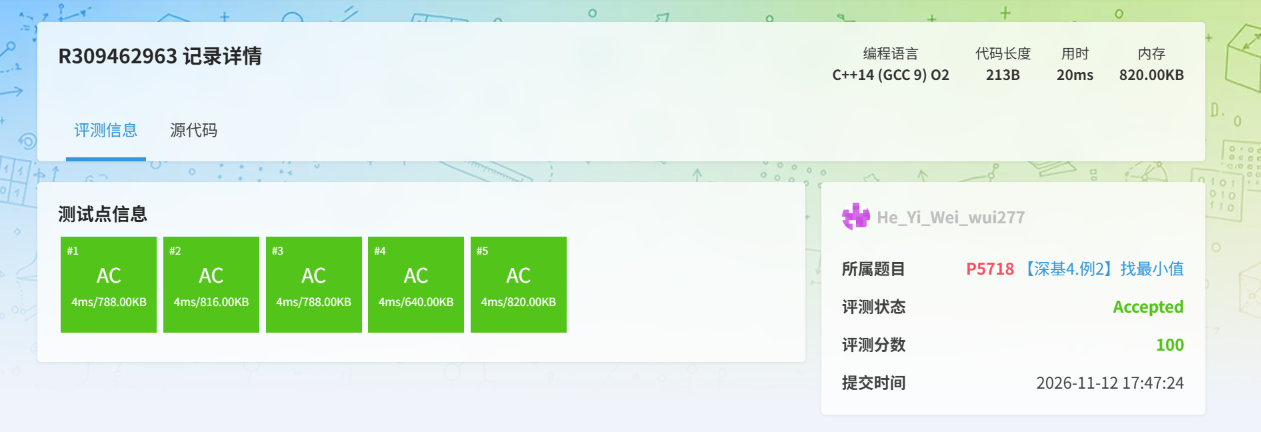 R309462963 记录详情
编程语言 代码长度 用时 内存
C++14 (GCC 9) O2 213B 20ms 820.00KB
评测信息 源代码
测试点信息
#1 #2 #3 #4 #5
AC AC AC AC AC
4ms/788.00KB 4ms/816.00KB 4ms/788.00KB 4ms/640.00KB 4ms/820.00KB
He_Yi_Wei_wui277
所属题目 P5718 【深基4.例2】找最小值
评测状态 Accepted
评测分数 100
提交时间 2026-11-12 17:47:24